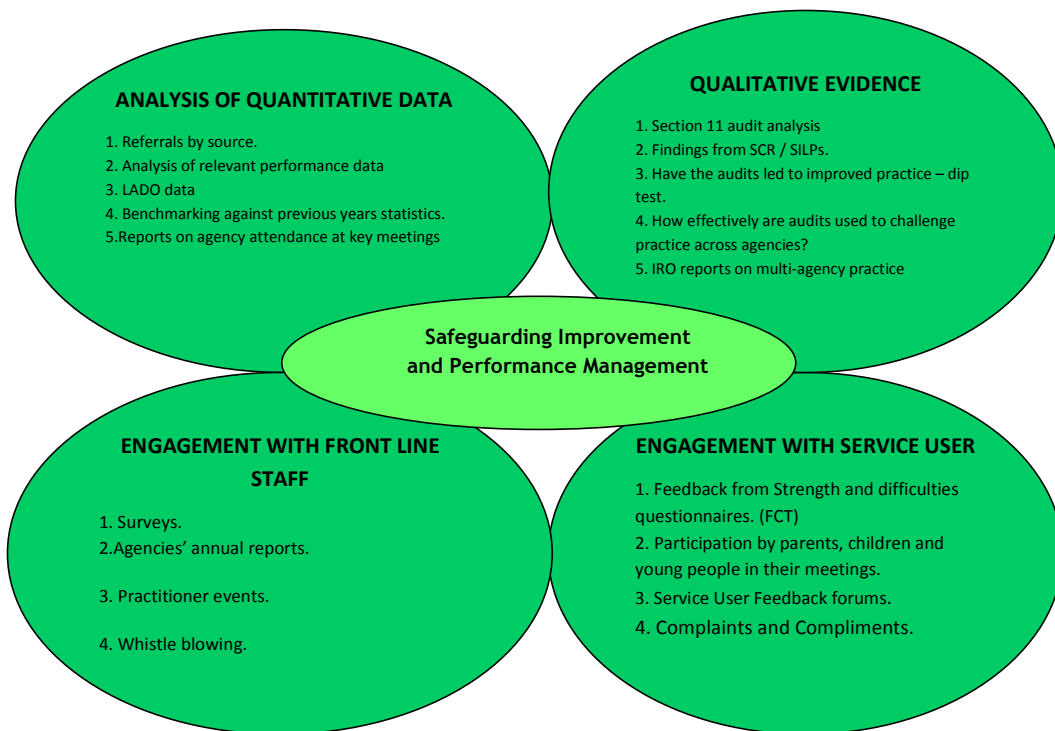 ANALYSIS OF QUANTITATIVE DATA
1. Referrals by source.
2. Analysis of relevant performance data
3. LADO data
4. Benchmarking against previous years statistics.
5.Reports on agency attendance at key meetings
QUALITATIVE EVIDENCE
1. Section 11 audit analysis
2. Findings from SCR / SILPs.
3. Have the audits led to improved practice – dip
test.
4. How effectively are audits used to challenge
practice across agencies?
5. IRO reports on multi-agency practice
Safeguarding Improvement
and Performance Management
ENGAGEMENT WITH FRONT LINE
STAFF
1. Surveys.
2.Agencies’ annual reports.
3. Practitioner events.
4. Whistle blowing.
ENGAGEMENT WITH SERVICE USER
1. Feedback from Strength and difficulties
questionnaires. (FCT)
2. Participation by parents, children and
young people in their meetings.
3. Service User Feedback forums.
4. Complaints and Compliments.